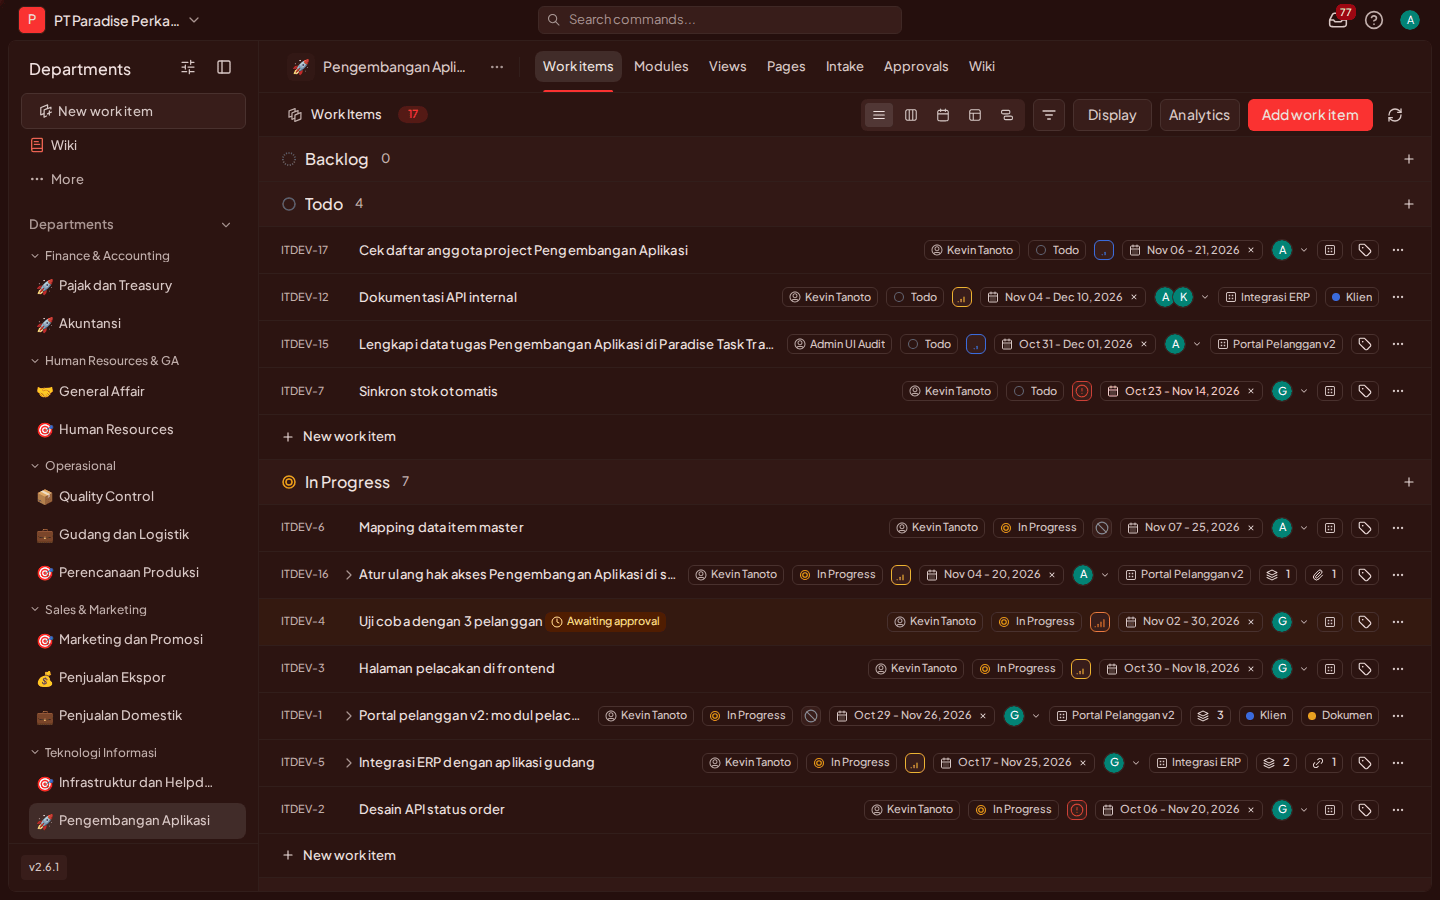 P PT Paradise Perka...
Search commands...
77
A
Departments
New work item
Wiki
More
Departments
Finance & Accounting
Pajak dan Treasury
Akuntansi
Human Resources & GA
General Affair
Human Resources
Operasional
Quality Control
Gudang dan Logistik
Perencanaan Produksi
Sales & Marketing
Marketing dan Promosi
Penjualan Ekspor
Penjualan Domestik
Teknologi Informasi
Infrastruktur dan Helpd...
Pengembangan Aplikasi
v2.6.1
Pengembangan Apli... Work items Modules Views Pages Intake Approvals Wiki
Work Items 17 Display Analytics Add work item
Backlog 0
Todo 4
ITDEV-17 Cek daftar anggota project Pengembangan Aplikasi Kevin Tanoto Todo Nov 06 - 21, 2026 A
ITDEV-12 Dokumentasi API internal Kevin Tanoto Todo Nov 04 - Dec 10, 2026 A K Integrasi ERP Klien
ITDEV-15 Lengkapi data tugas Pengembangan Aplikasi di Paradise Task Tra... Admin UI Audit Todo Oct 31 - Dec 01, 2026 A Portal Pelanggan v2
ITDEV-7 Sinkron stok otomatis Kevin Tanoto Todo Oct 23 - Nov 14, 2026 G
New work item
In Progress 7
ITDEV-6 Mapping data item master Kevin Tanoto In Progress Nov 07 - 25, 2026 A
ITDEV-16 Atur ulang hak akses Pengembangan Aplikasi di s... Kevin Tanoto In Progress Nov 04 - 20, 2026 A Portal Pelanggan v2 1 1
ITDEV-4 Uji coba dengan 3 pelanggan Awaiting approval Kevin Tanoto In Progress Nov 02 - 30, 2026 G
ITDEV-3 Halaman pelacakan di frontend Kevin Tanoto In Progress Oct 30 - Nov 18, 2026 G
ITDEV-1 Portal pelanggan v2: modul pelac... Kevin Tanoto In Progress Oct 29 - Nov 26, 2026 G Portal Pelanggan v2 3 Klien Dokumen
ITDEV-5 Integrasi ERP dengan aplikasi gudang Kevin Tanoto In Progress Oct 17 - Nov 25, 2026 G Integrasi ERP 2 1
ITDEV-2 Desain API status order Kevin Tanoto In Progress Oct 06 - Nov 20, 2026 G
New work item